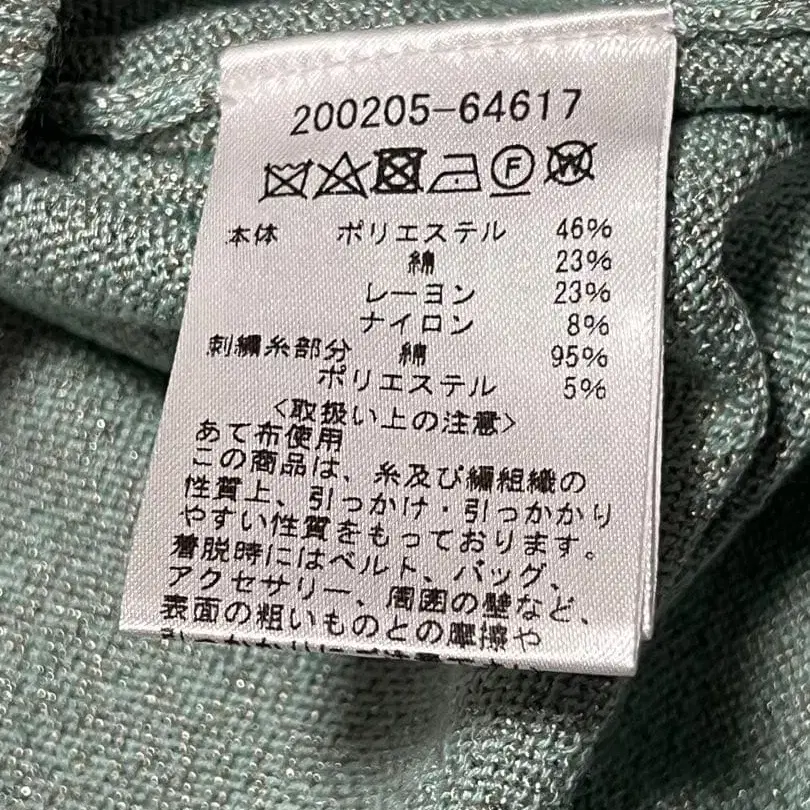 200205-64617
F W
本体 ポリエステル 46%
綿 23%
レーヨン 23%
ナイロン 8%
刺繍糸部分 綿 95%
ポリエステル 5%
<取扱い上の注意>
あて布使用
この商品は、糸及び編組織の
性質上、引っかけ・引っかかり
やすい性質をもっております。
着脱時にはベルト、バッグ、
アクセサリー、周囲の壁など、
表面の粗いものとの摩擦や